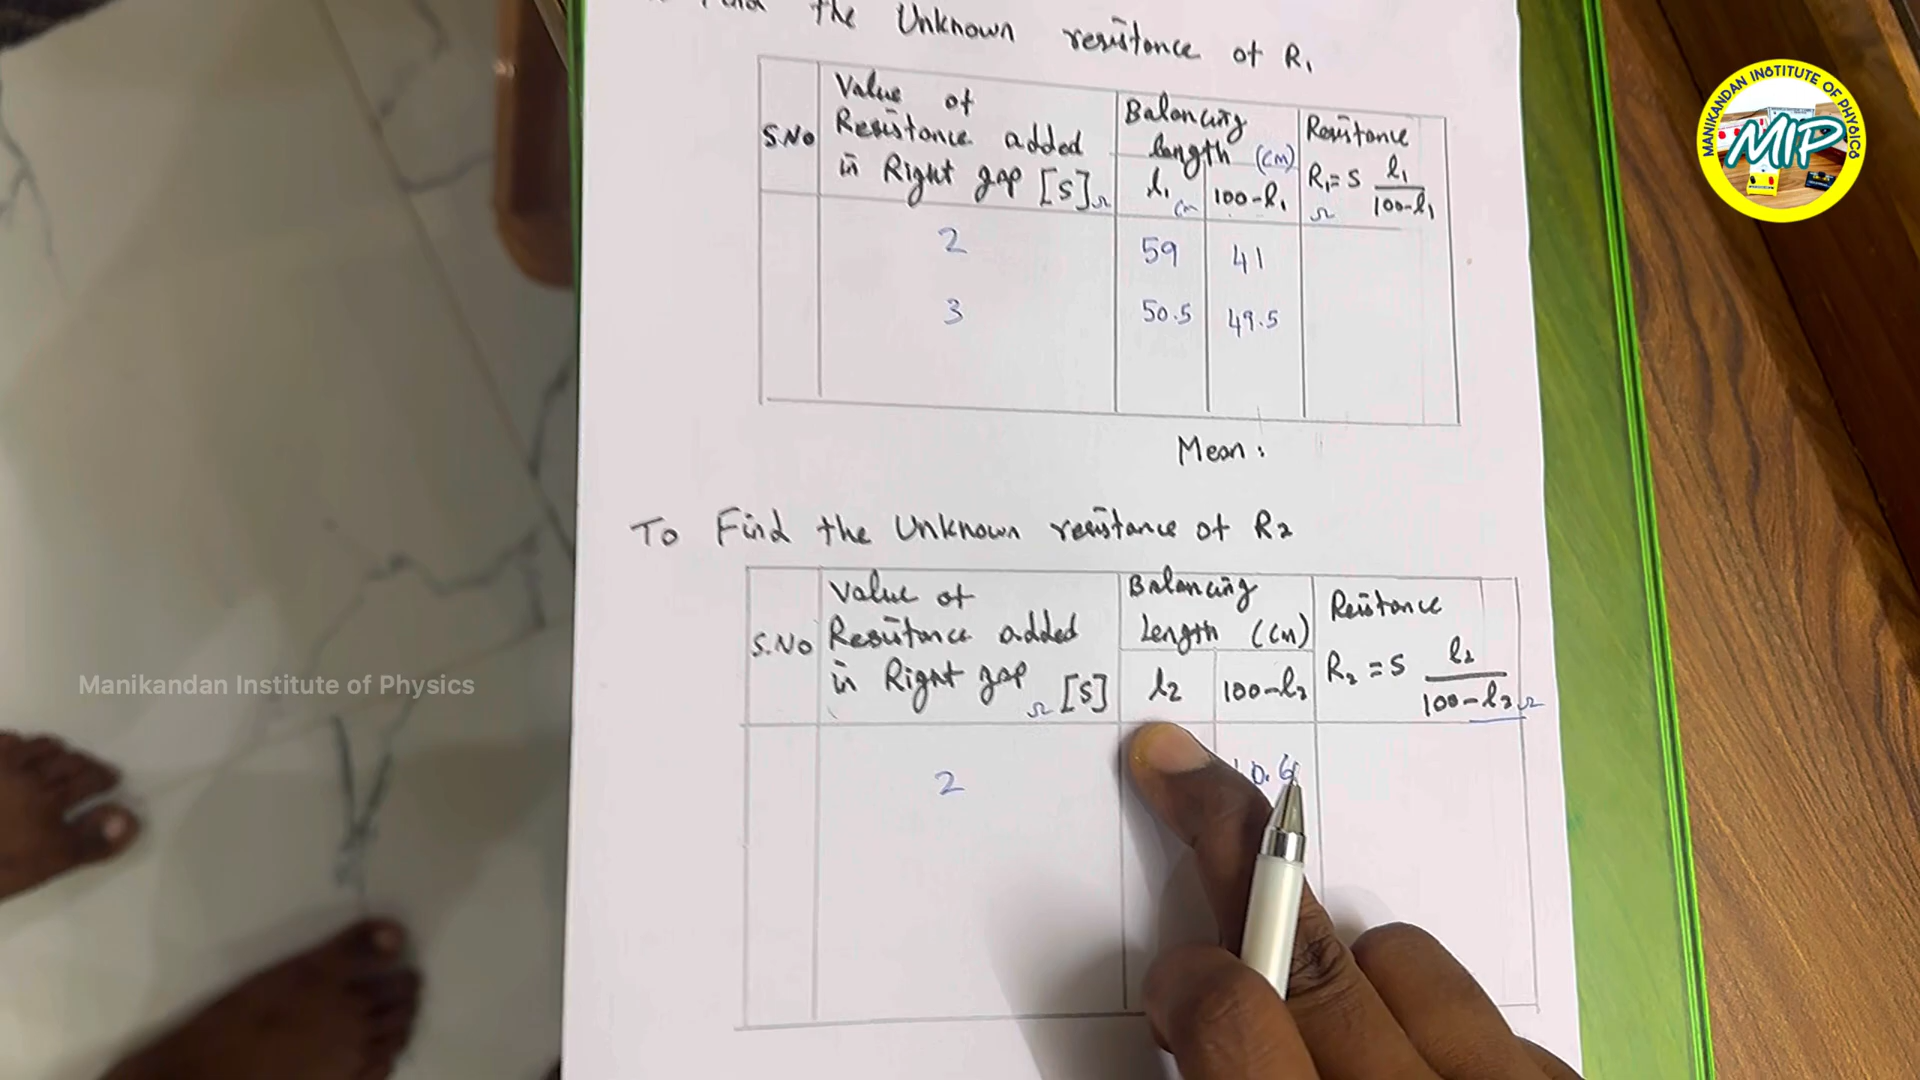 the Unknown resistance of R₁
S.No
Value of
Resistance added
in Right gap [S] Ω
Balancing
length (cm)
l₁ cm
100-l₁
Resistance
R₁ = S l₁ / 100-l₁
Ω
2 59 41
3 50.5 49.5
Mean :
To Find the Unknown resistance of R₂
S.No
Value of
Resistance added
in Right gap Ω [S]
Balancing
Length (cm)
l₂
100-l₂
Resistance
R₂ = S l₂ / 100-l₂ Ω
2
MANIKANDAN INSTITUTE OF PHYSICS
MIP
Manikandan Institute of Physics